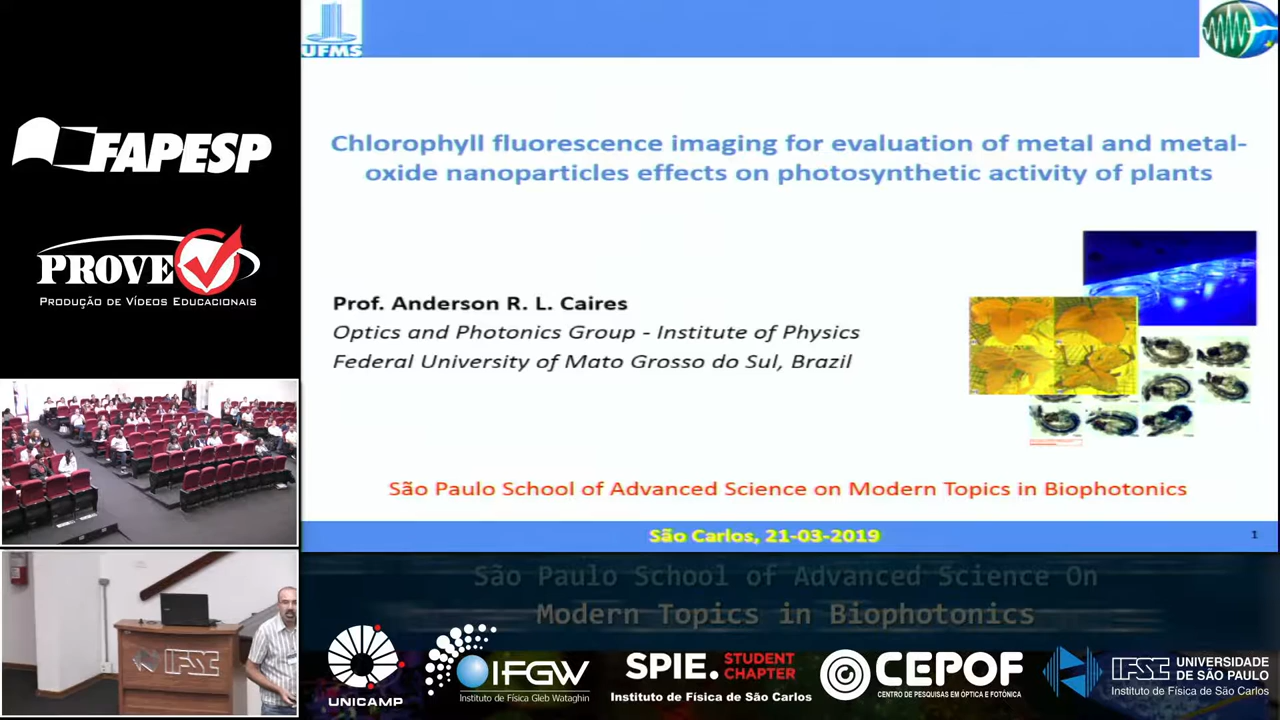 UFMS
Chlorophyll fluorescence imaging for evaluation of metal and metal-
oxide nanoparticles effects on photosynthetic activity of plants
Prof. Anderson R. L. Caires
Optics and Photonics Group - Institute of Physics
Federal University of Mato Grosso do Sul, Brazil
São Paulo School of Advanced Science on Modern Topics in Biophotonics
São Carlos, 21-03-2019
1
FAPESP
PROVE
PRODUÇÃO DE VÍDEOS EDUCACIONAIS
IFSC
São Paulo School of Advanced Science On
Modern Topics in Biophotonics
UNICAMP
IFGW
Instituto de Física Gleb Wataghin
SPIE. STUDENT
CHAPTER
Instituto de Física de São Carlos
CEPOF
CENTRO DE PESQUISAS EM ÓPTICA E FOTÔNICA
IFSC UNIVERSIDADE
DE SÃO PAULO
Instituto de Física de São Carlos